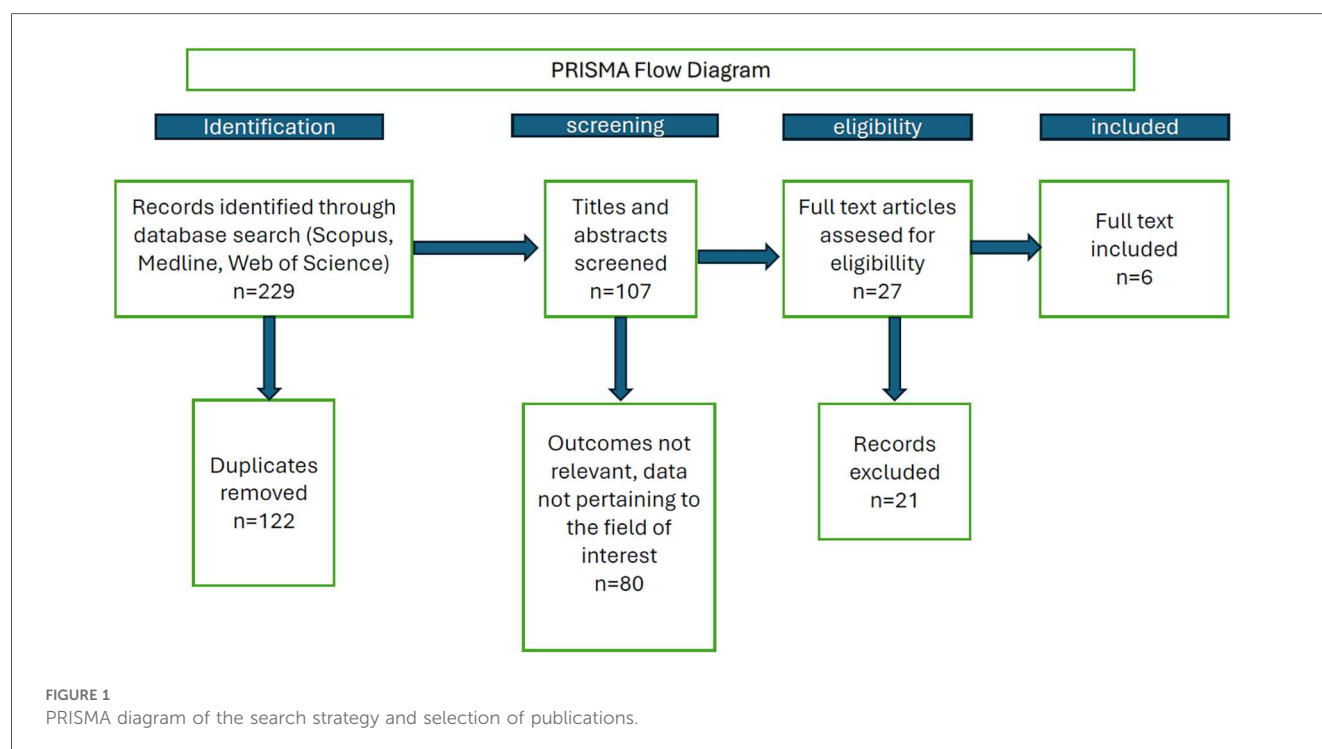 PRISMA Flow Diagram
Identification
screening
eligibility
included
Records identified through
database search (Scopus,
Medline, Web of Science)
n=229
Titles and
abstracts
screened
n=107
Full text articles
assesed for
eligibillity
n=27
Full text
included
n=6
Duplicates
removed
n=122
Outcomes not
relevant, data
not pertaining to
the field of
interest
n=80
Records
excluded
n=21
FIGURE 1
PRISMA diagram of the search strategy and selection of publications.